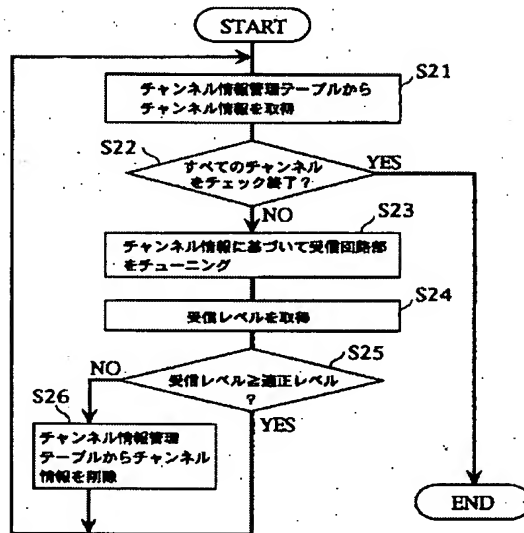 START
S21
チャンネル情報管理テーブルから
チャンネル情報を取得
S22
すべてのチャンネル
をチェック終了?
YES
NO
S23
チャンネル情報に基づいて受信回路部
をチューニング
S24
受信レベルを取得
S25
受信レベル≧適正レベル
?
NO
YES
S26
チャンネル情報管理
テーブルからチャンネル
情報を削除
END